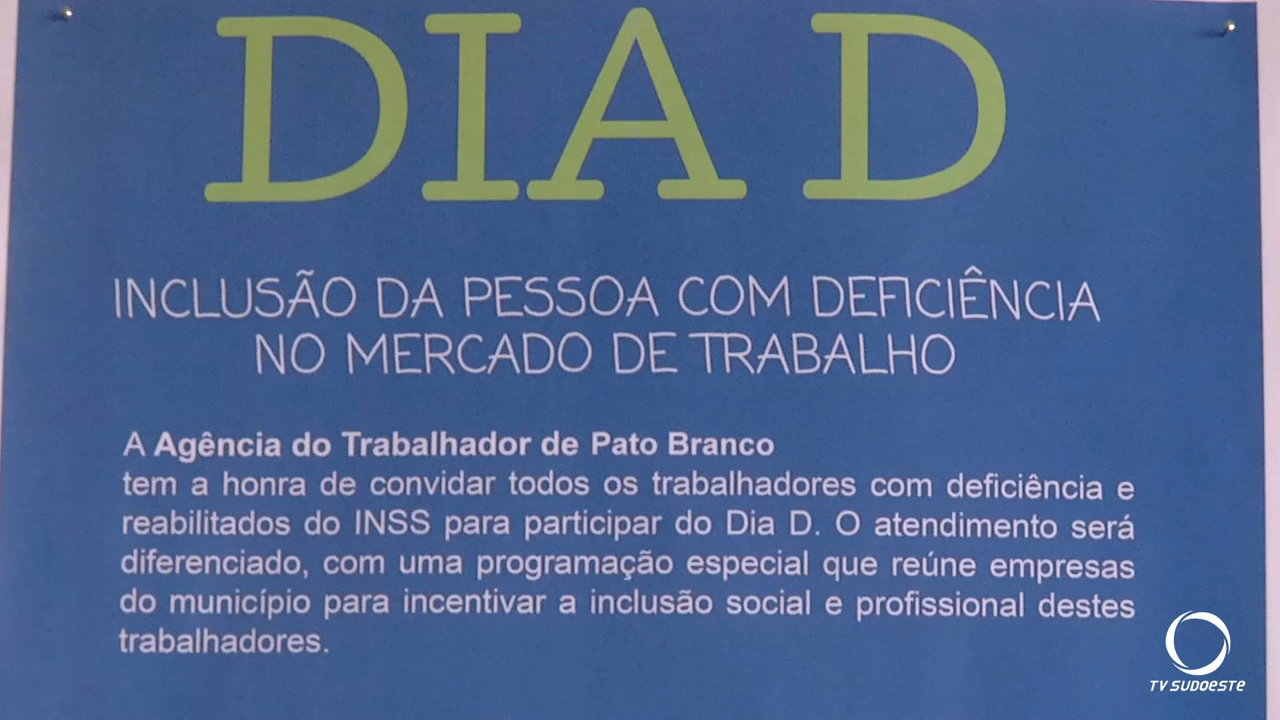 DIA D
INCLUSÃO DA PESSOA COM DEFICIÊNCIA
NO MERCADO DE TRABALHO
A Agência do Trabalhador de Pato Branco
tem a honra de convidar todos os trabalhadores com deficiência e
reabilitados do INSS para participar do Dia D. O atendimento será
diferenciado, com uma programação especial que reúne empresas
do município para incentivar a inclusão social e profissional destes
trabalhadores.
TV SUDOESTE